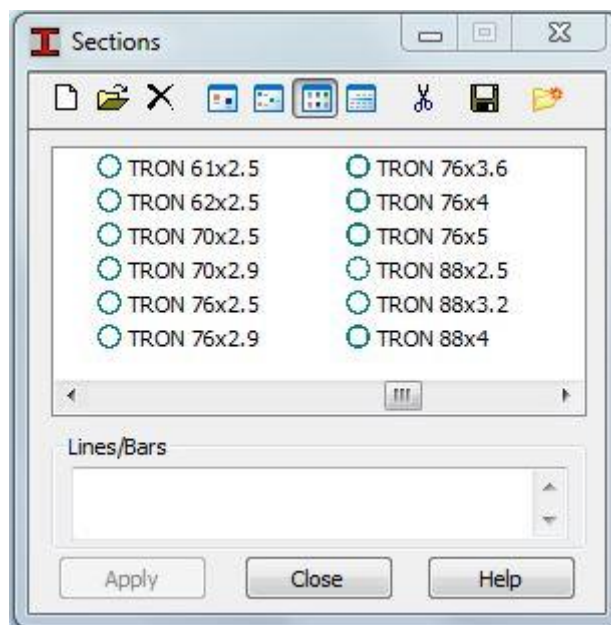 Sections
TRON 61x2.5
TRON 62x2.5
TRON 70x2.5
TRON 70x2.9
TRON 76x2.5
TRON 76x2.9
TRON 76x3.6
TRON 76x4
TRON 76x5
TRON 88x2.5
TRON 88x3.2
TRON 88x4
Lines/Bars
Apply
Close
Help